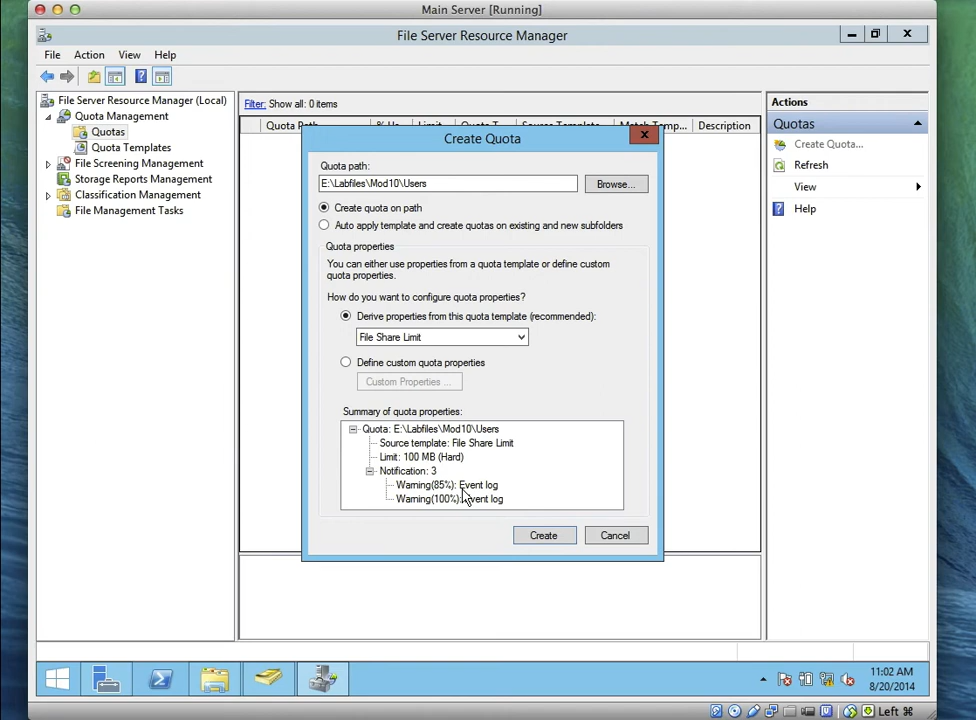 Main Server [Running]
File Server Resource Manager
File Action View Help
File Server Resource Manager (Local)
Quota Management
Quotas
Quota Templates
File Screening Management
Storage Reports Management
Classification Management
File Management Tasks
Filter: Show all: 0 items
Quota Path
Description
Create Quota
Quota path:
E:\Labfiles\Mod10\Users
Browse...
Create quota on path
Auto apply template and create quotas on existing and new subfolders
Quota properties
You can either use properties from a quota template or define custom
quota properties.
How do you want to configure quota properties?
Derive properties from this quota template (recommended):
File Share Limit
Define custom quota properties
Custom Properties ...
Summary of quota properties:
Quota: E:\Labfiles\Mod10\Users
Source template: File Share Limit
Limit: 100 MB (Hard)
Notification: 3
Warning(85%): Event log
Warning(100%): Event log
Create
Cancel
Actions
Quotas
Create Quota...
Refresh
View
Help
11:02 AM
8/20/2014
Left ⌘